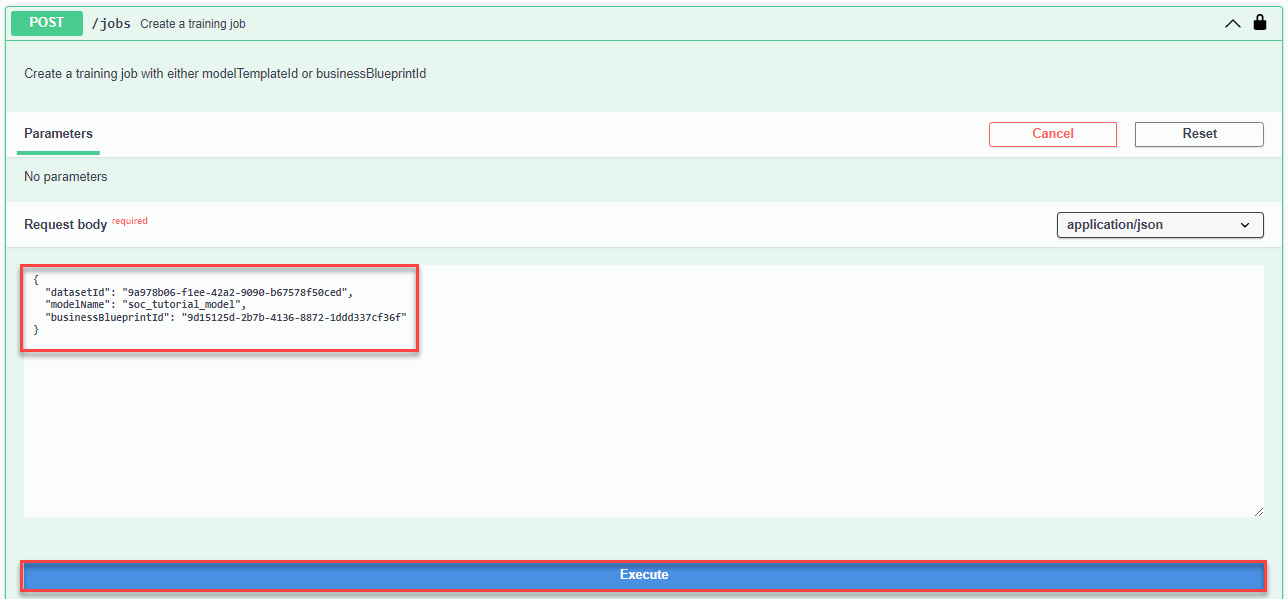 POST /jobs Create a training job
Create a training job with either modelTemplateId or businessBlueprintId
Parameters
Cancel
Reset
No parameters
Request body required
application/json
{
  "datasetId": "9a978b06-f1ee-42a2-9090-b67578f50ced",
  "modelName": "soc_tutorial_model",
  "businessBlueprintId": "9d15125d-2b7b-4136-8872-1ddd337cf36f"
}
Execute